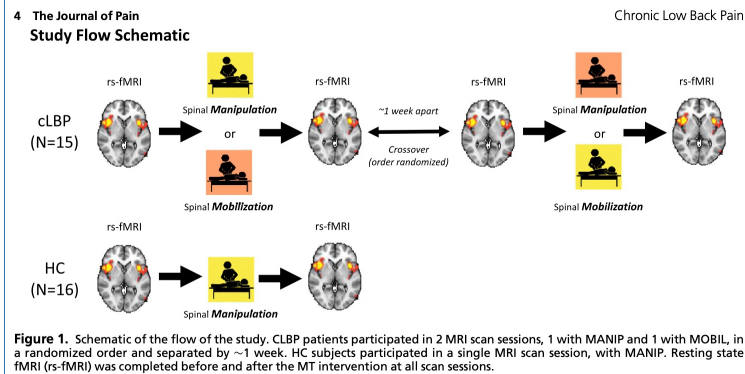 4 The Journal of Pain
Chronic Low Back Pain
Study Flow Schematic
rs-fMRI
rs-fMRI
rs-fMRI
rs-fMRI
cLBP
(N=15)
Spinal Manipulation
or
Spinal Mobilization
~1 week apart
Crossover
(order randomized)
Spinal Manipulation
or
Spinal Mobilization
rs-fMRI
rs-fMRI
HC
(N=16)
Spinal Manipulation
Figure 1. Schematic of the flow of the study. CLBP patients participated in 2 MRI scan sessions, 1 with MANIP and 1 with MOBIL, in
a randomized order and separated by ~1 week. HC subjects participated in a single MRI scan session, with MANIP. Resting state
fMRI (rs-fMRI) was completed before and after the MT intervention at all scan sessions.